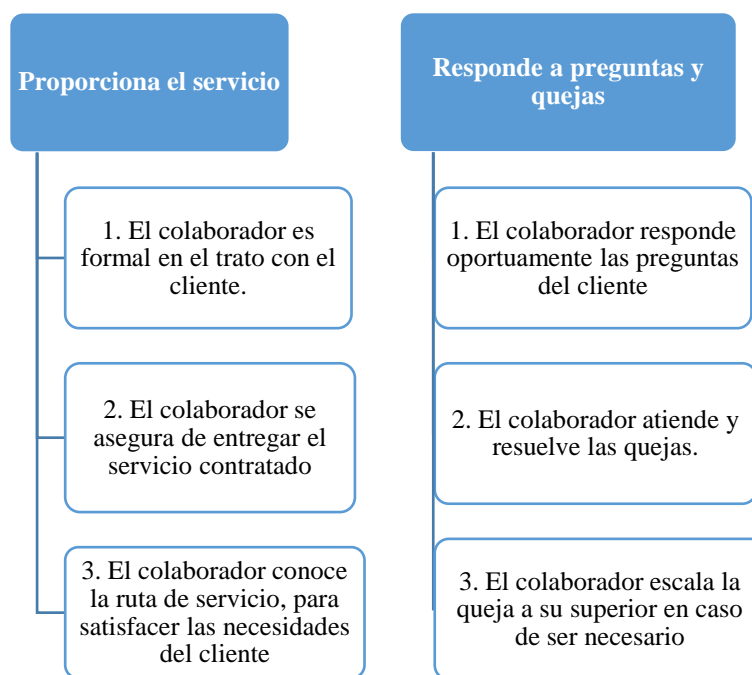 Proporciona el servicio
1. El colaborador es
formal en el trato con el
cliente.
2. El colaborador se
asegura de entregar el
servicio contratado
3. El colaborador conoce
la ruta de servicio, para
satisfacer las necesidades
del cliente
Responde a preguntas y
quejas
1. El colaborador responde
oportuamente las preguntas
del cliente
2. El colaborador atiende y
resuelve las quejas.
3. El colaborador escala la
queja a su superior en caso
de ser necesario